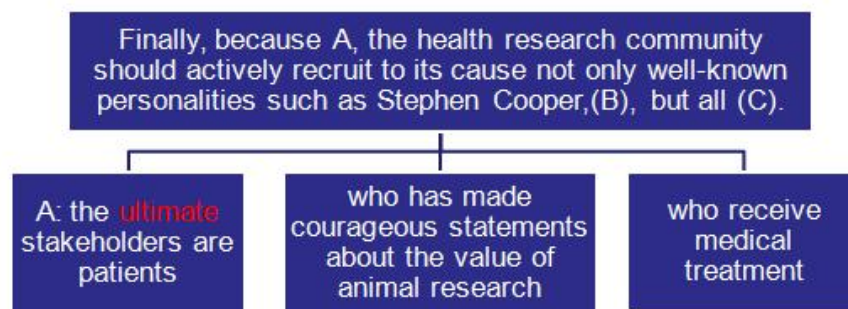 Finally, because A, the health research community
should actively recruit to its cause not only well-known
personalities such as Stephen Cooper,(B), but all (C).
A: the ultimate
stakeholders are
patients
who has made
courageous statements
about the value of
animal research
who receive
medical
treatment